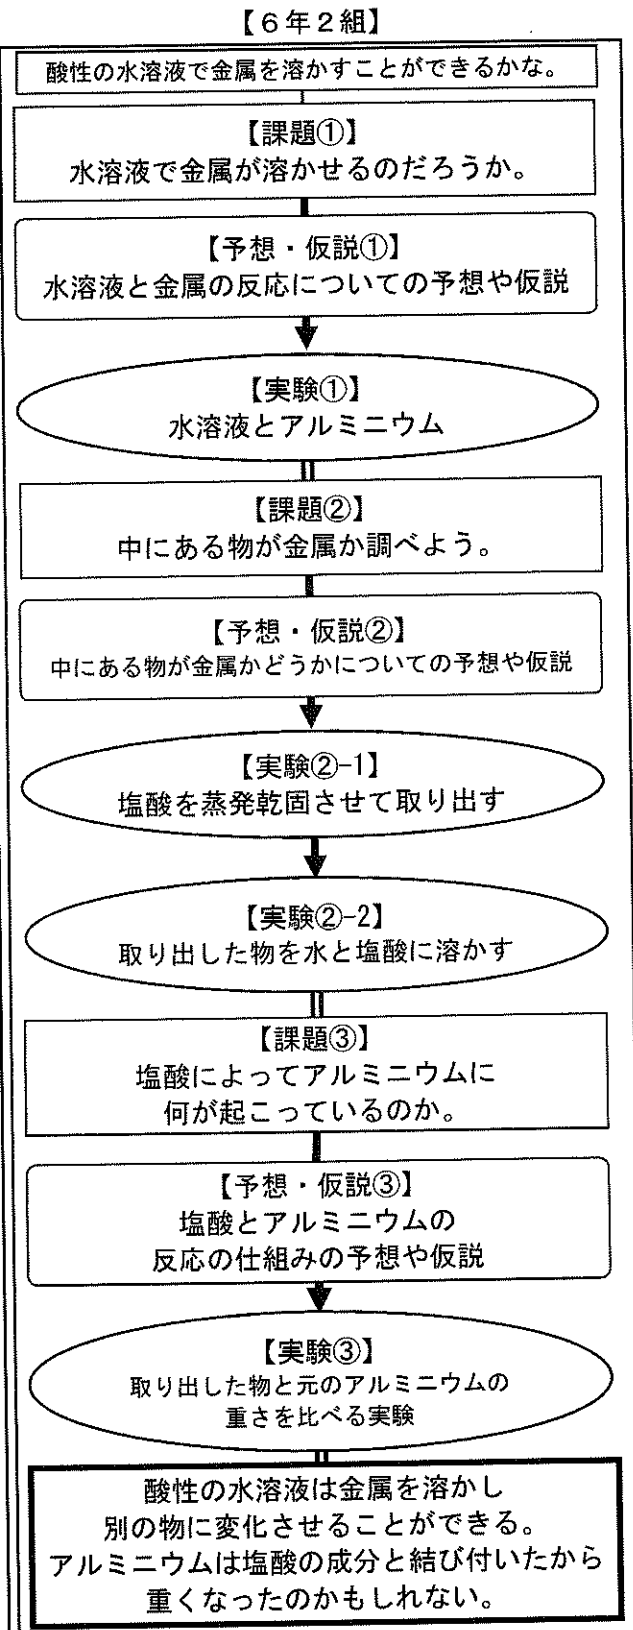 【6年2組】
酸性の水溶液で金属を溶かすことができるかな。
【課題①】
水溶液で金属が溶かせるのだろうか。
【予想・仮説①】
水溶液と金属の反応についての予想や仮説
【実験①】
水溶液とアルミニウム
【課題②】
中にある物が金属か調べよう。
【予想・仮説②】
中にある物が金属かどうかについての予想や仮説
【実験②-1】
塩酸を蒸発乾固させて取り出す
【実験②-2】
取り出した物を水と塩酸に溶かす
【課題③】
塩酸によってアルミニウムに
何が起こっているのか。
【予想・仮説③】
塩酸とアルミニウムの
反応の仕組みの予想や仮説
【実験③】
取り出した物と元のアルミニウムの
重さを比べる実験
酸性の水溶液は金属を溶かし
別の物に変化させることができる。
アルミニウムは塩酸の成分と結び付いたから
重くなったのかもしれない。